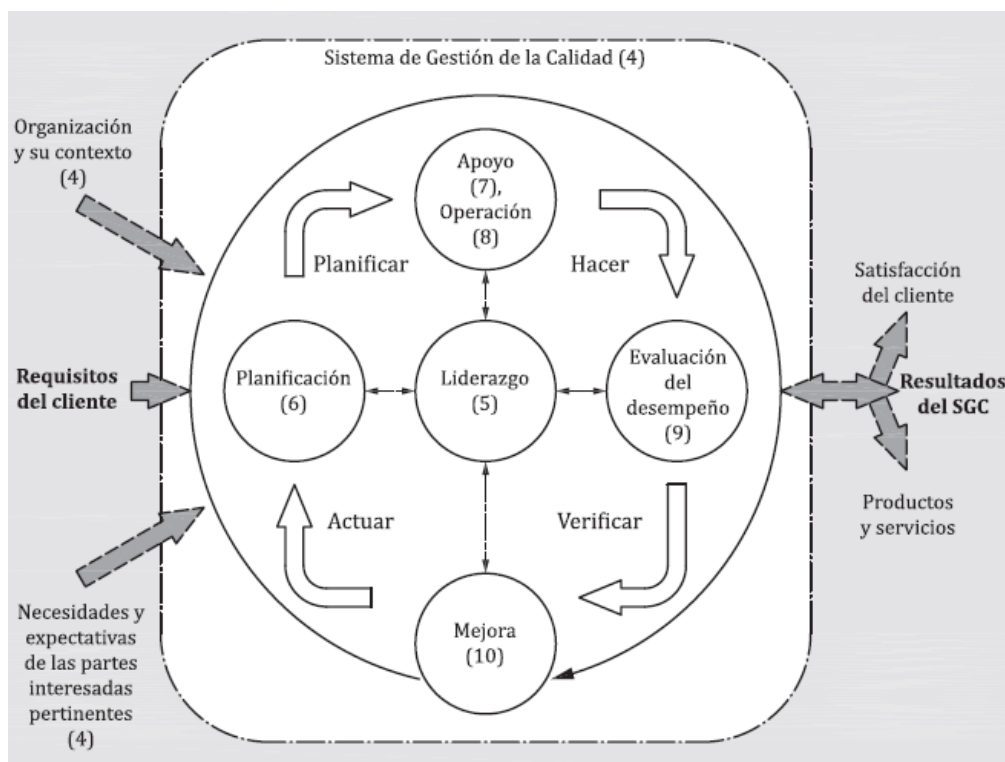 Sistema de Gestión de la Calidad (4)
Organización
y su contexto
(4)
Requisitos
del cliente
Necesidades y
expectativas
de las partes
interesadas
pertinentes
(4)
Apoyo
(7),
Operación
(8)
Planificar
Hacer
Planificación
(6)
Liderazgo
(5)
Evaluación
del
desempeño
(9)
Actuar
Verificar
Mejora
(10)
Satisfacción
del cliente
Resultados
del SGC
Productos
y servicios